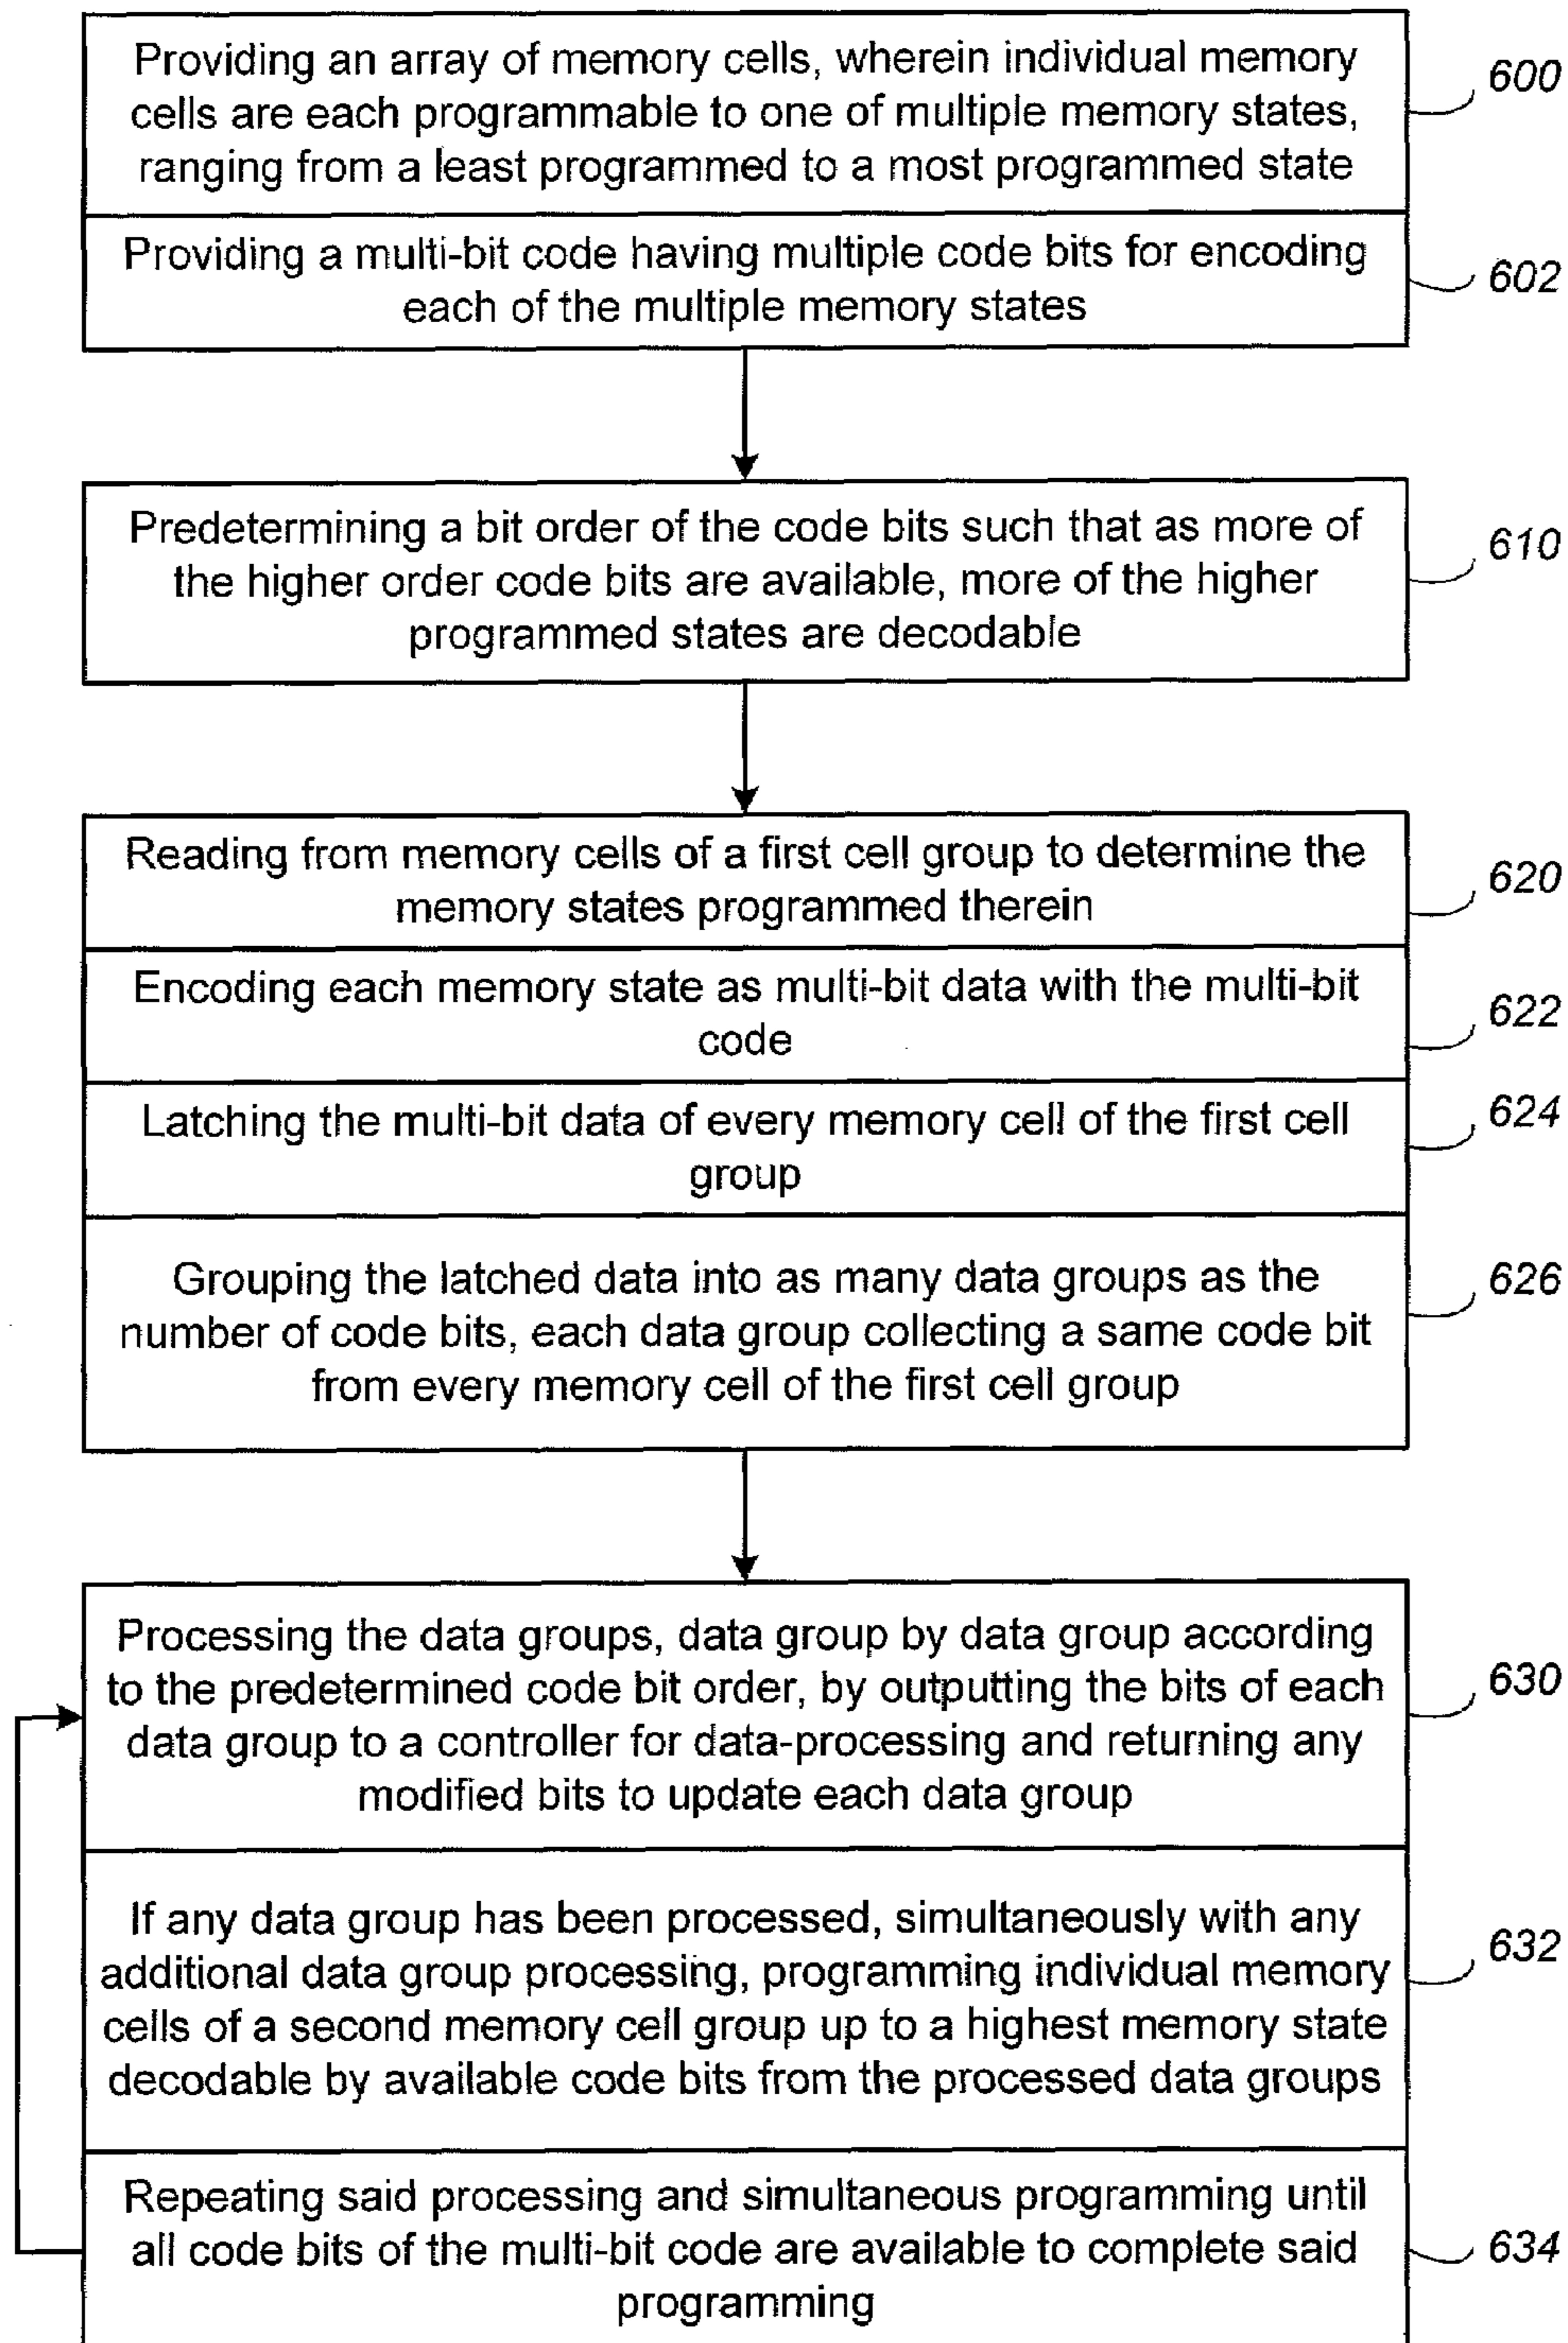 Providing an array of memory cells, wherein individual memory
cells are each programmable to one of multiple memory states,
ranging from a least programmed to a most programmed state
600
Providing a multi-bit code having multiple code bits for encoding
each of the multiple memory states
602
Predetermining a bit order of the code bits such that as more of
the higher order code bits are available, more of the higher
programmed states are decodable
610
Reading from memory cells of a first cell group to determine the
memory states programmed therein
620
Encoding each memory state as multi-bit data with the multi-bit
code
622
Latching the multi-bit data of every memory cell of the first cell
group
624
Grouping the latched data into as many data groups as the
number of code bits, each data group collecting a same code bit
from every memory cell of the first cell group
626
Processing the data groups, data group by data group according
to the predetermined code bit order, by outputting the bits of each
data group to a controller for data-processing and returning any
modified bits to update each data group
630
If any data group has been processed, simultaneously with any
additional data group processing, programming individual memory
cells of a second memory cell group up to a highest memory state
decodable by available code bits from the processed data groups
632
Repeating said processing and simultaneous programming until
all code bits of the multi-bit code are available to complete said
programming
634